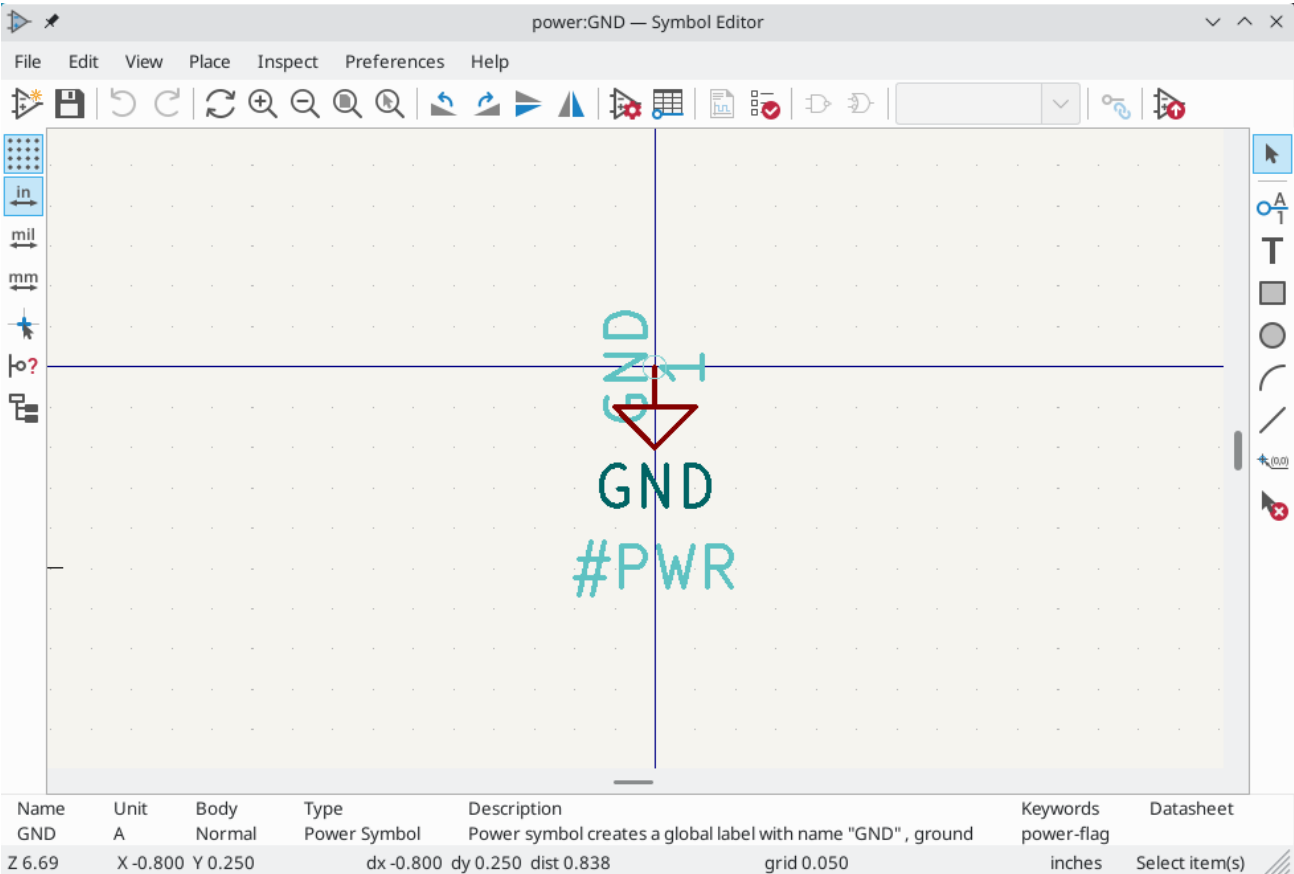 power:GND — Symbol Editor
File Edit View Place Inspect Preferences Help
in
mil
mm
?
A
1
T
(0,0)
GND
1
GND
#PWR
Name Unit Body Type Description Keywords Datasheet
GND A Normal Power Symbol Power symbol creates a global label with name "GND" , ground power-flag
Z 6.69 X -0.800 Y 0.250 dx -0.800 dy 0.250 dist 0.838 grid 0.050 inches Select item(s)